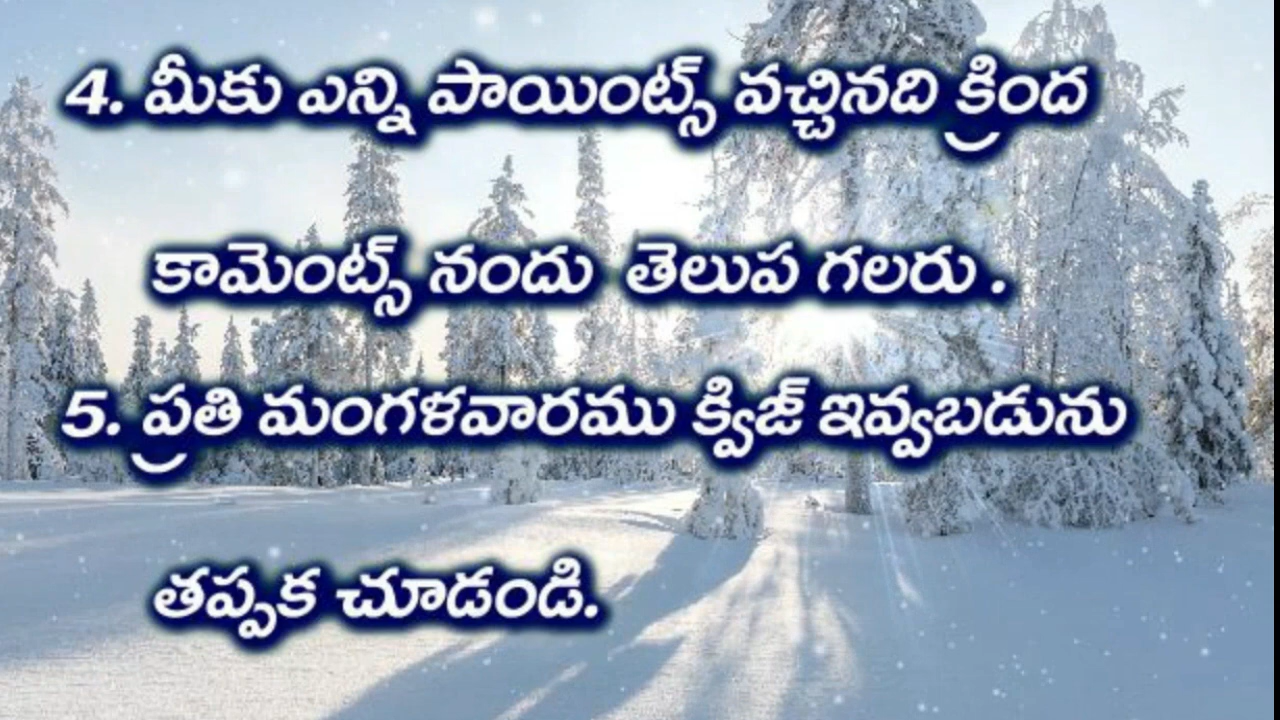 4. మీకు ఎన్ని పాయింట్స్ వచ్చినది క్రింద
కామెంట్స్ నందు తెలుప గలరు .
5. ప్రతి మంగళవారము క్విజ్ ఇవ్వబడును
తప్పక చూడండి.